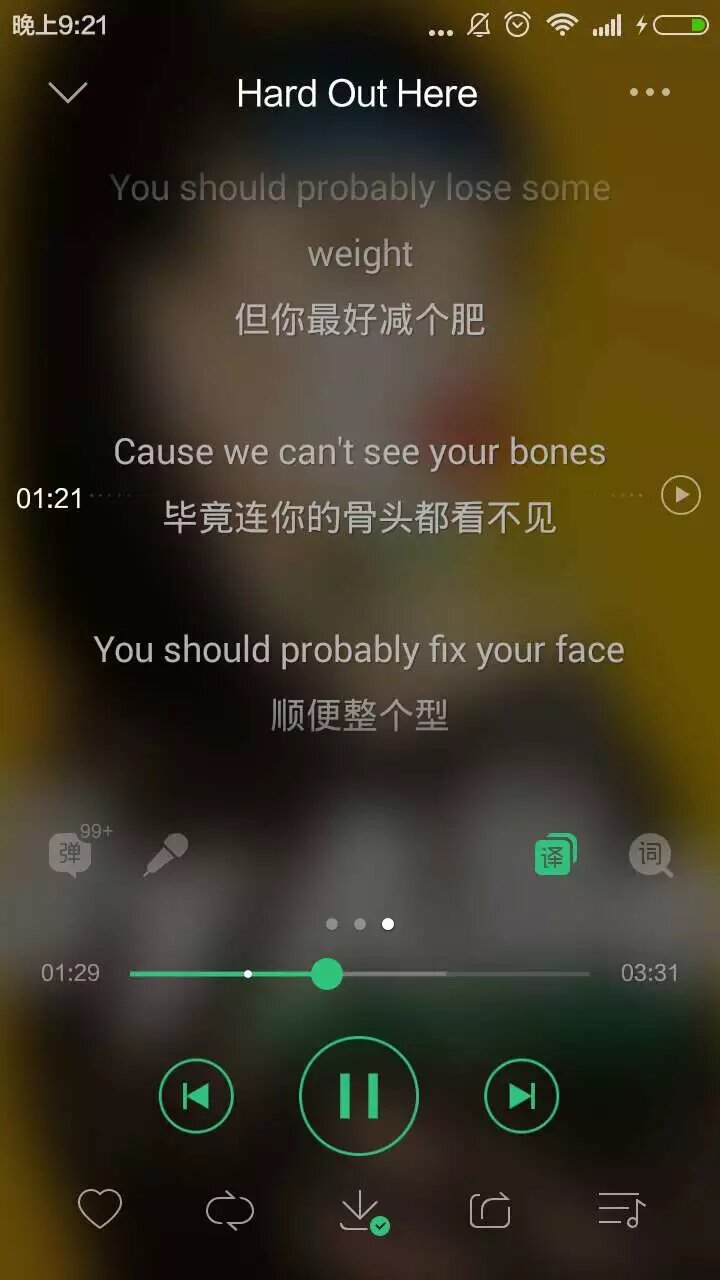 晚上9:21
Hard Out Here
You should probably lose some
weight
但你最好减个肥
Cause we can't see your bones
01:21
毕竟连你的骨头都看不见
You should probably fix your face
顺便整个型
99+
弹
译
词
01:29
03:31